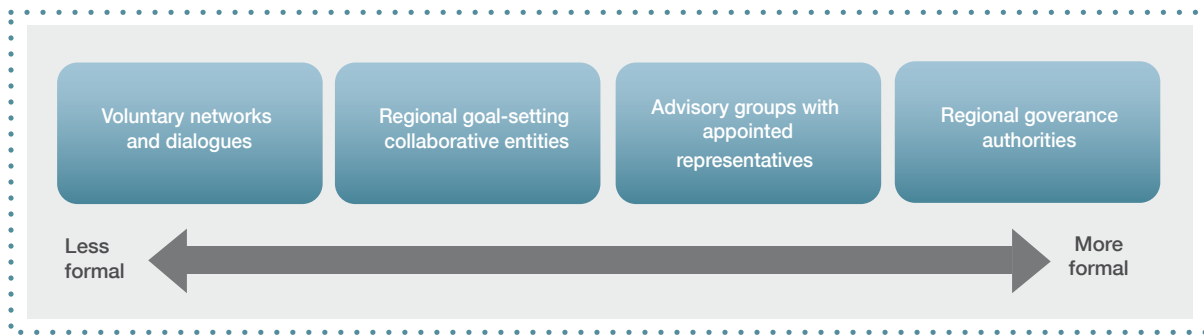 Voluntary networks
and dialogues
Regional goal-setting
collaborative entities
Advisory groups with
appointed
representatives
Regional goverance
authorities
Less
formal
More
formal